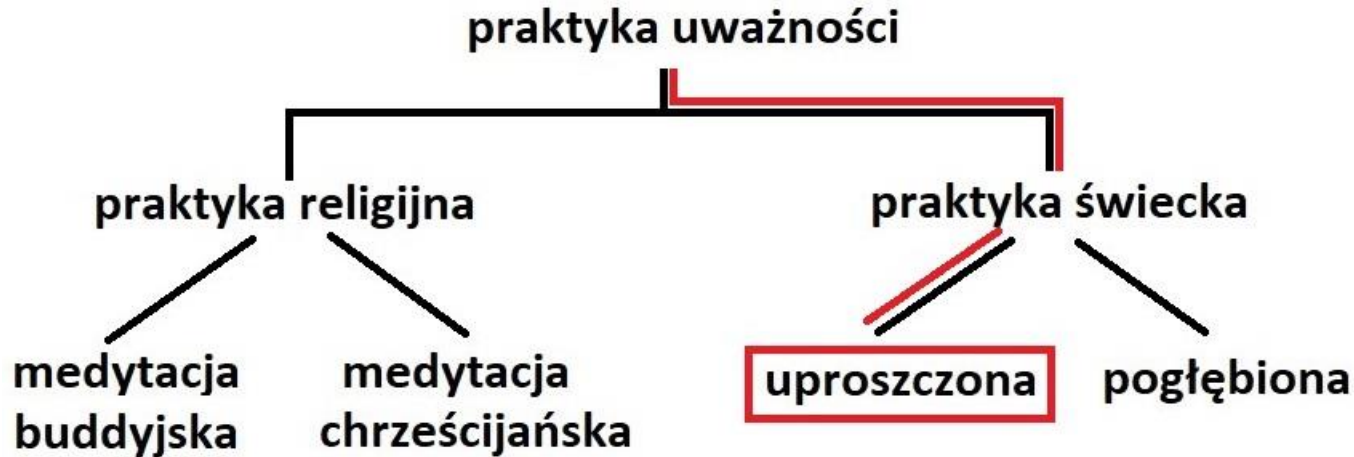 praktyka uważności
praktyka religijna
praktyka świecka
medytacja
buddyjska
medytacja
chrześcijańska
uproszczona
pogłębiona